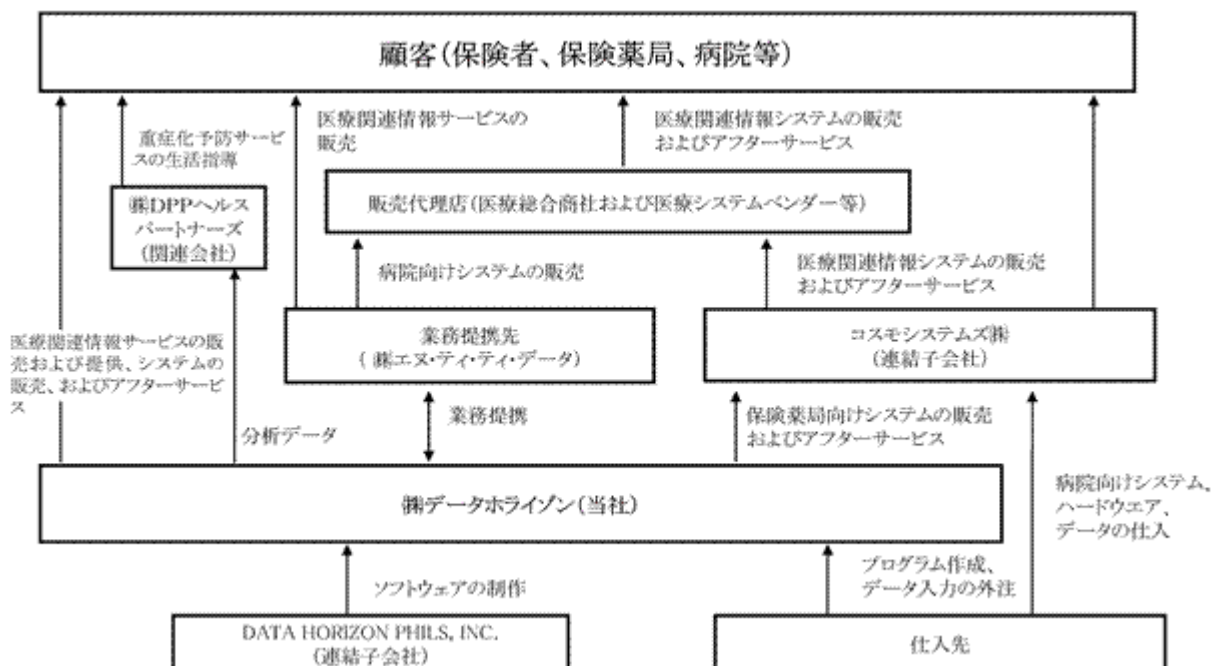 顧客(保険者、保険薬局、病院等)
重症化予防サービ
スの生活指導
医療関連情報サービスの
販売
医療関連情報システムの販売
およびアフターサービス
㈱DPPヘルス
パートナーズ
(関連会社)
販売代理店(医療総合商社および医療システムベンダー等)
病院向けシステムの販売
医療関連情報システムの販売
およびアフターサービス
医療関連情報サービスの販
売および提供、システムの
販売、およびアフターサービ
ス
業務提携先
(㈱エヌ・ティ・ティ・データ)
コスモシステムズ㈱
(連結子会社)
分析データ
業務提携
保険薬局向けシステムの販売
およびアフターサービス
㈱データホライゾン(当社)
病院向けシステム、
ハードウエア、
データの仕入
ソフトウェアの制作
プログラム作成、
データ入力の外注
DATA HORIZON PHILS, INC.
(連結子会社)
仕入先